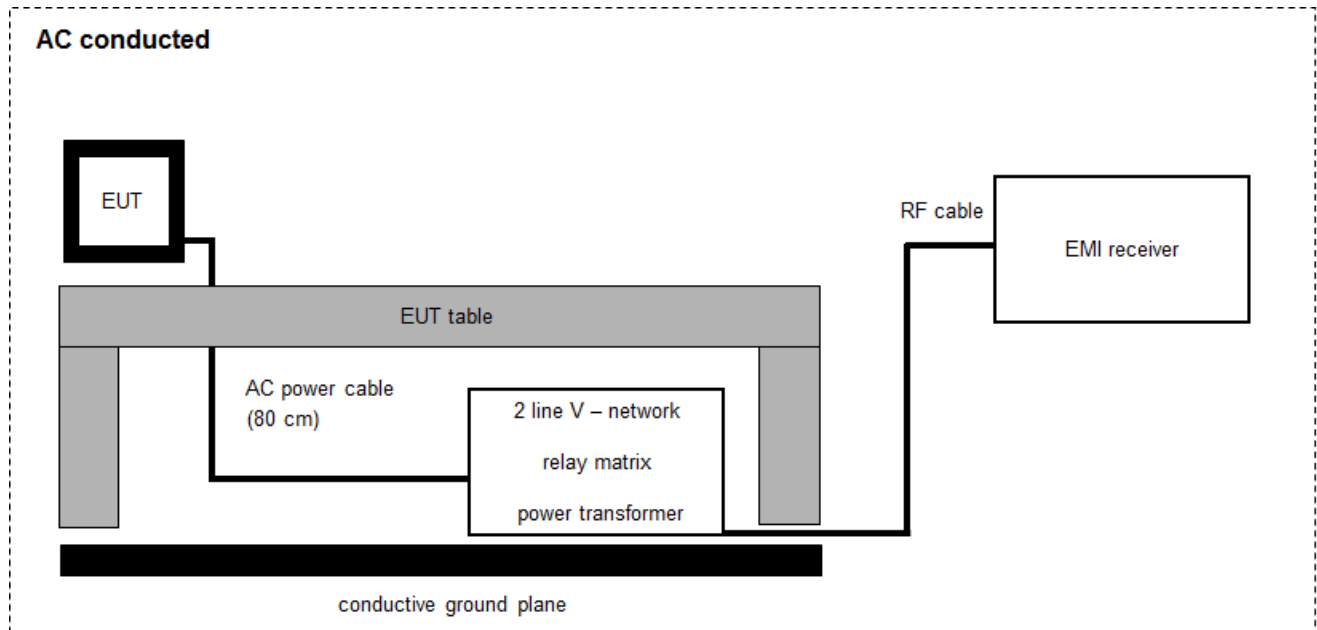 AC conducted
EUT
RF cable
EMI receiver
EUT table
AC power cable
(80 cm)
2 line V – network
relay matrix
power transformer
conductive ground plane